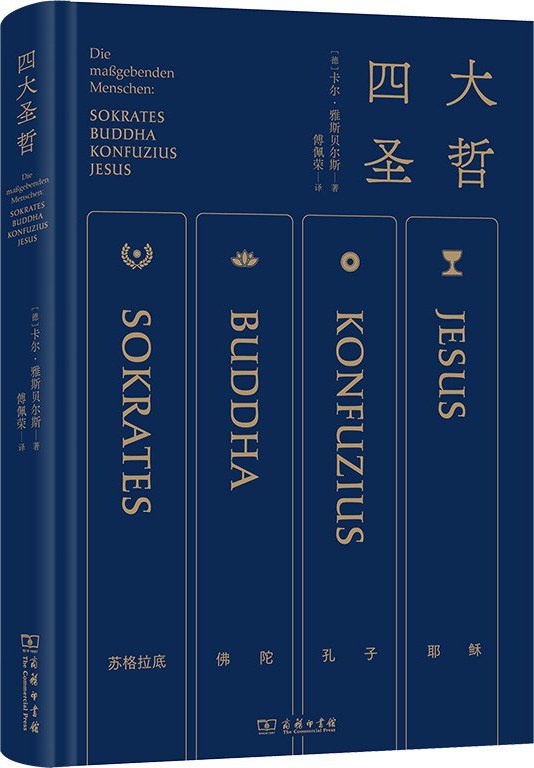 四大圣哲
Die
maßgebenden
Menschen:
SOKRATES
BUDDHA
KONFUZIUS
JESUS
[德]卡尔·雅斯贝尔斯—著
傅佩荣—译
商务印书馆
The Commercial Press
Die
maßgebenden
Menschen:
SOKRATES
BUDDHA
KONFUZIUS
JESUS
[德]卡尔·雅斯贝尔斯—著
傅佩荣—译
四大
圣哲
SOKRATES
BUDDHA
KONFUZIUS
JESUS
苏格拉底
佛陀
孔子
耶稣
商务印书馆
The Commercial Press